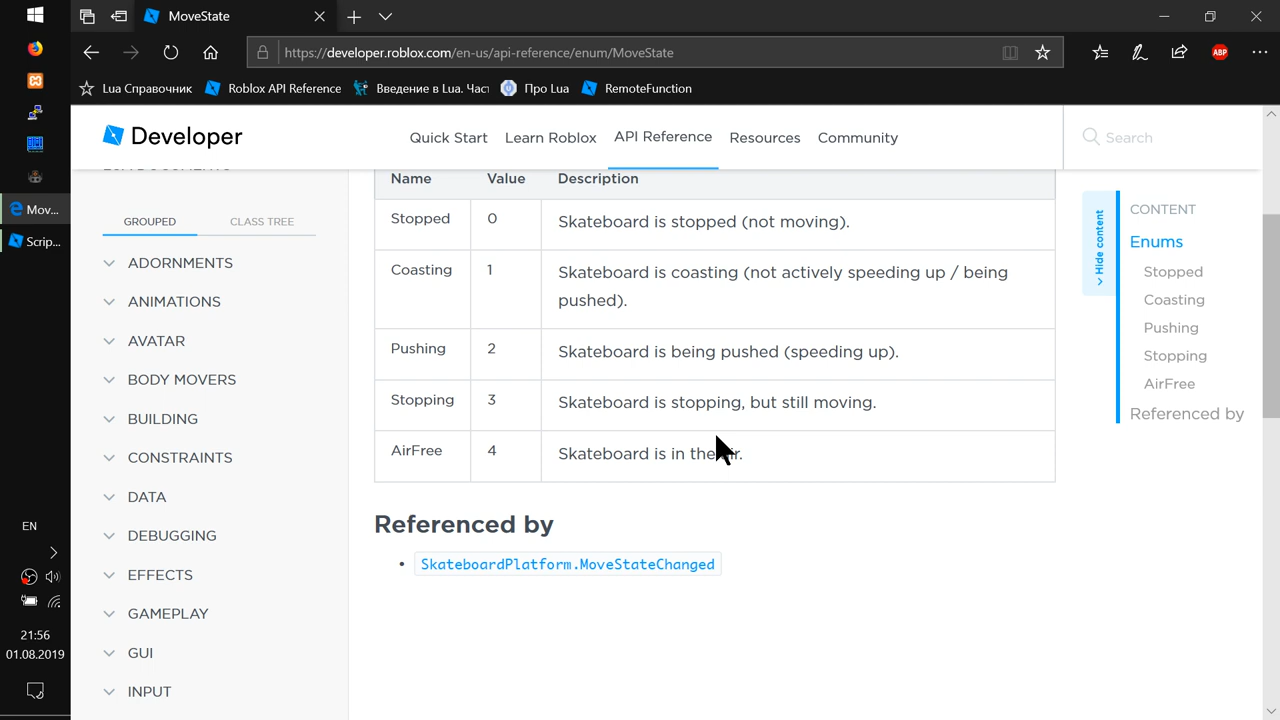 MoveState
https://developer.roblox.com/en-us/api-reference/enum/MoveState
ABP
Lua Справочник
Roblox API Reference
Введение в Lua. Час
Про Lua
RemoteFunction
Developer
Quick Start
Learn Roblox
API Reference
Resources
Community
Search
Mov...
Scrip...
EN
21:56
01.08.2019
GROUPED
CLASS TREE
ADORNMENTS
ANIMATIONS
AVATAR
BODY MOVERS
BUILDING
CONSTRAINTS
DATA
DEBUGGING
EFFECTS
GAMEPLAY
GUI
INPUT
Name Value Description
Stopped 0 Skateboard is stopped (not moving).
Coasting 1 Skateboard is coasting (not actively speeding up / being
pushed).
Pushing 2 Skateboard is being pushed (speeding up).
Stopping 3 Skateboard is stopping, but still moving.
AirFree 4 Skateboard is in the air.
Referenced by
SkateboardPlatform.MoveStateChanged
Hide content
CONTENT
Enums
Stopped
Coasting
Pushing
Stopping
AirFree
Referenced by